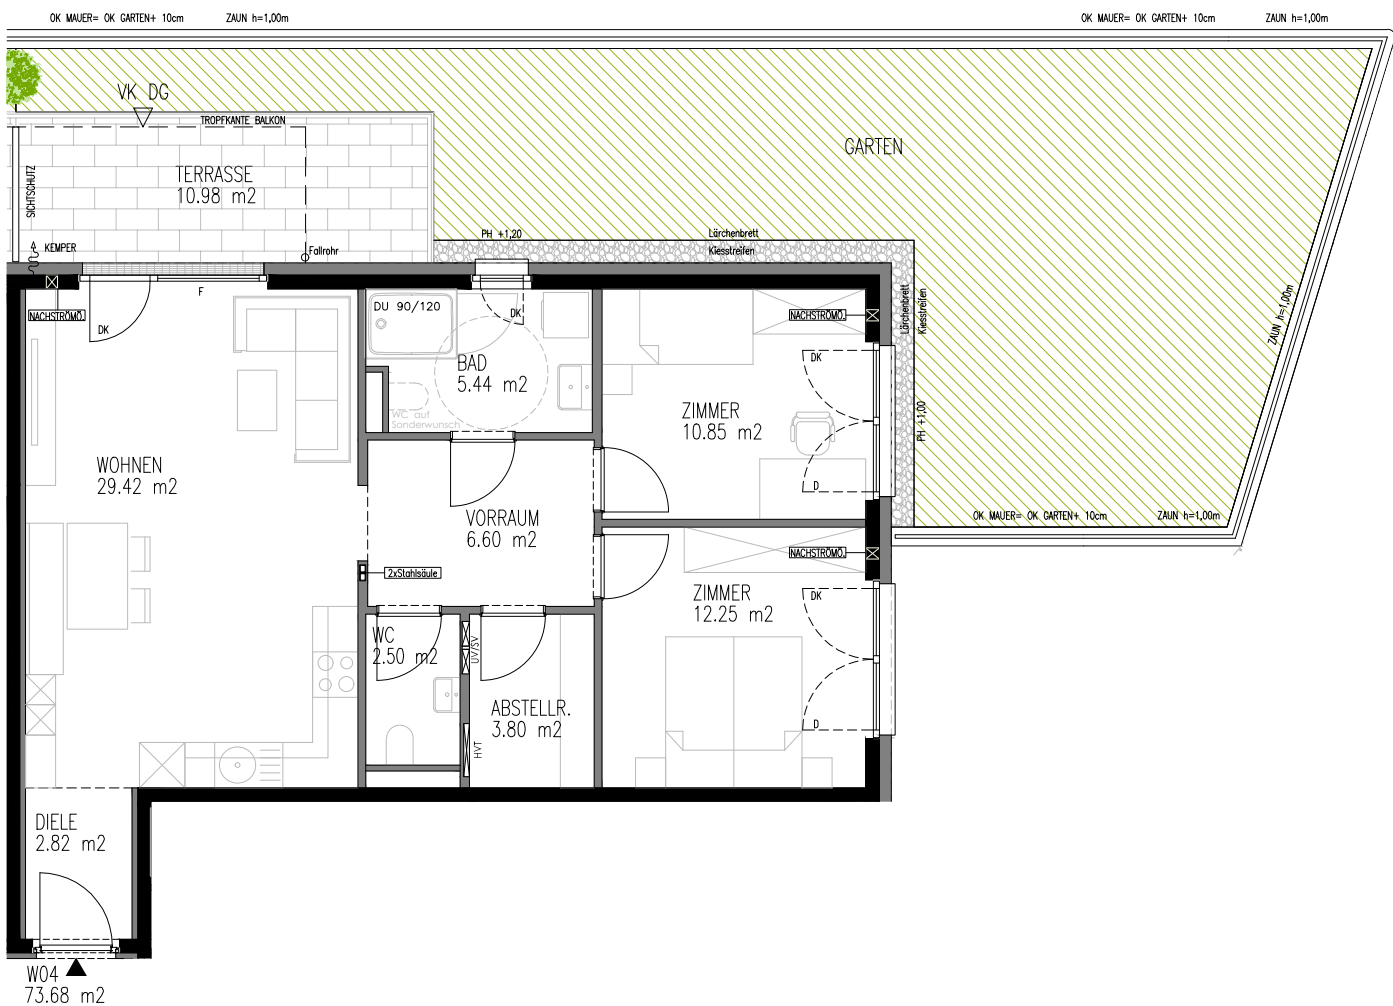 OK MAUER= OK GARTEN+ 10cm ZAUN h=1,00m
OK MAUER= OK GARTEN+ 10cm ZAUN h=1,00m
VK DG
TROPFKANTE BALKON
GARTEN
TERRASSE
10.98 m2
SICHTSCHUTZ
KEMPER
Fallrohr
PH +1,20
Lärchenbrett
Kiesstreifen
F
NACHSTRÖMÖ.
DK
DU 90/120
DK
BAD
5.44 m2
WC auf
Sonderwunsch
NACHSTRÖMÖ.
DK
ZIMMER
10.85 m2
D
Lärchenbrett
Kiesstreifen
PH +1,00
ZAUN h=1,00m
WOHNEN
29.42 m2
VORRAUM
6.60 m2
OK MAUER= OK GARTEN+ 10cm ZAUN h=1,00m
2xStahlsäule
NACHSTRÖMÖ.
ZIMMER
12.25 m2
DK
D
WC
2.50 m2
UV/SV
ABSTELLR.
3.80 m2
HVT
DIELE
2.82 m2
W04
73.68 m2